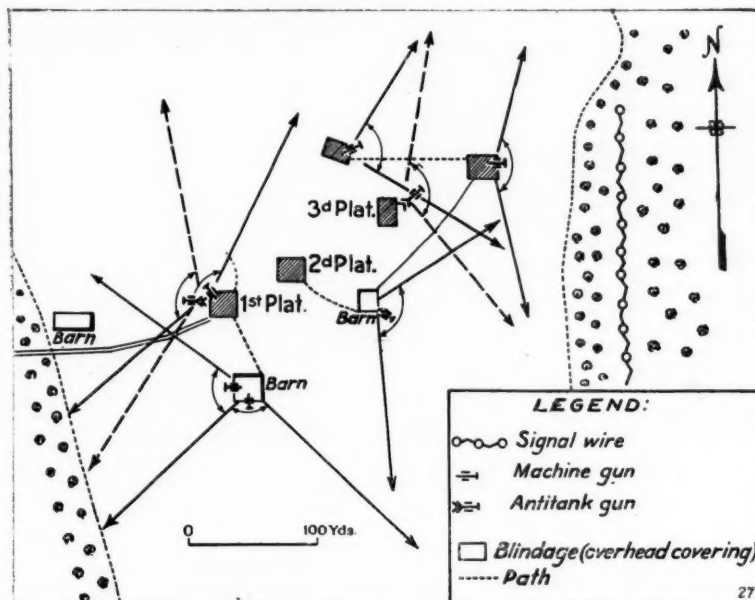 N
3d Plat.
2d Plat.
1st Plat.
Barn
Barn
Barn
0 100 Yds.
LEGEND:
Signal wire
Machine gun
Antitank gun
Blindage (overhead covering)
Path
27